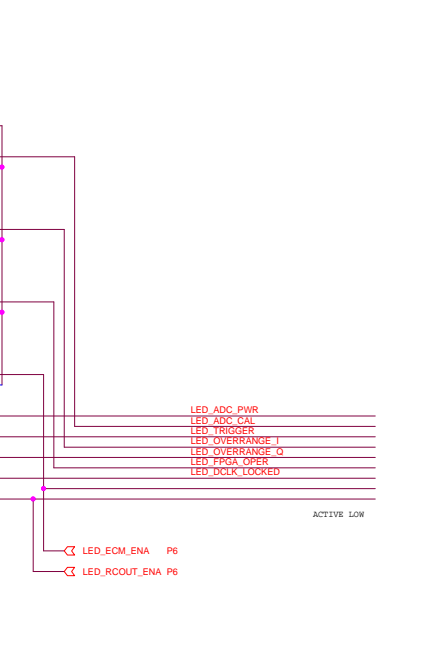 LED_ADC_PWR
LED_ADC_CAL
LED_TRIGGER
LED_OVERRANGE_I
LED_OVERRANGE_Q
LED_FPGA_OPER
LED_DCLK_LOCKED
ACTIVE LOW
LED_ECM_ENA P6
LED_RCOUT_ENA P6